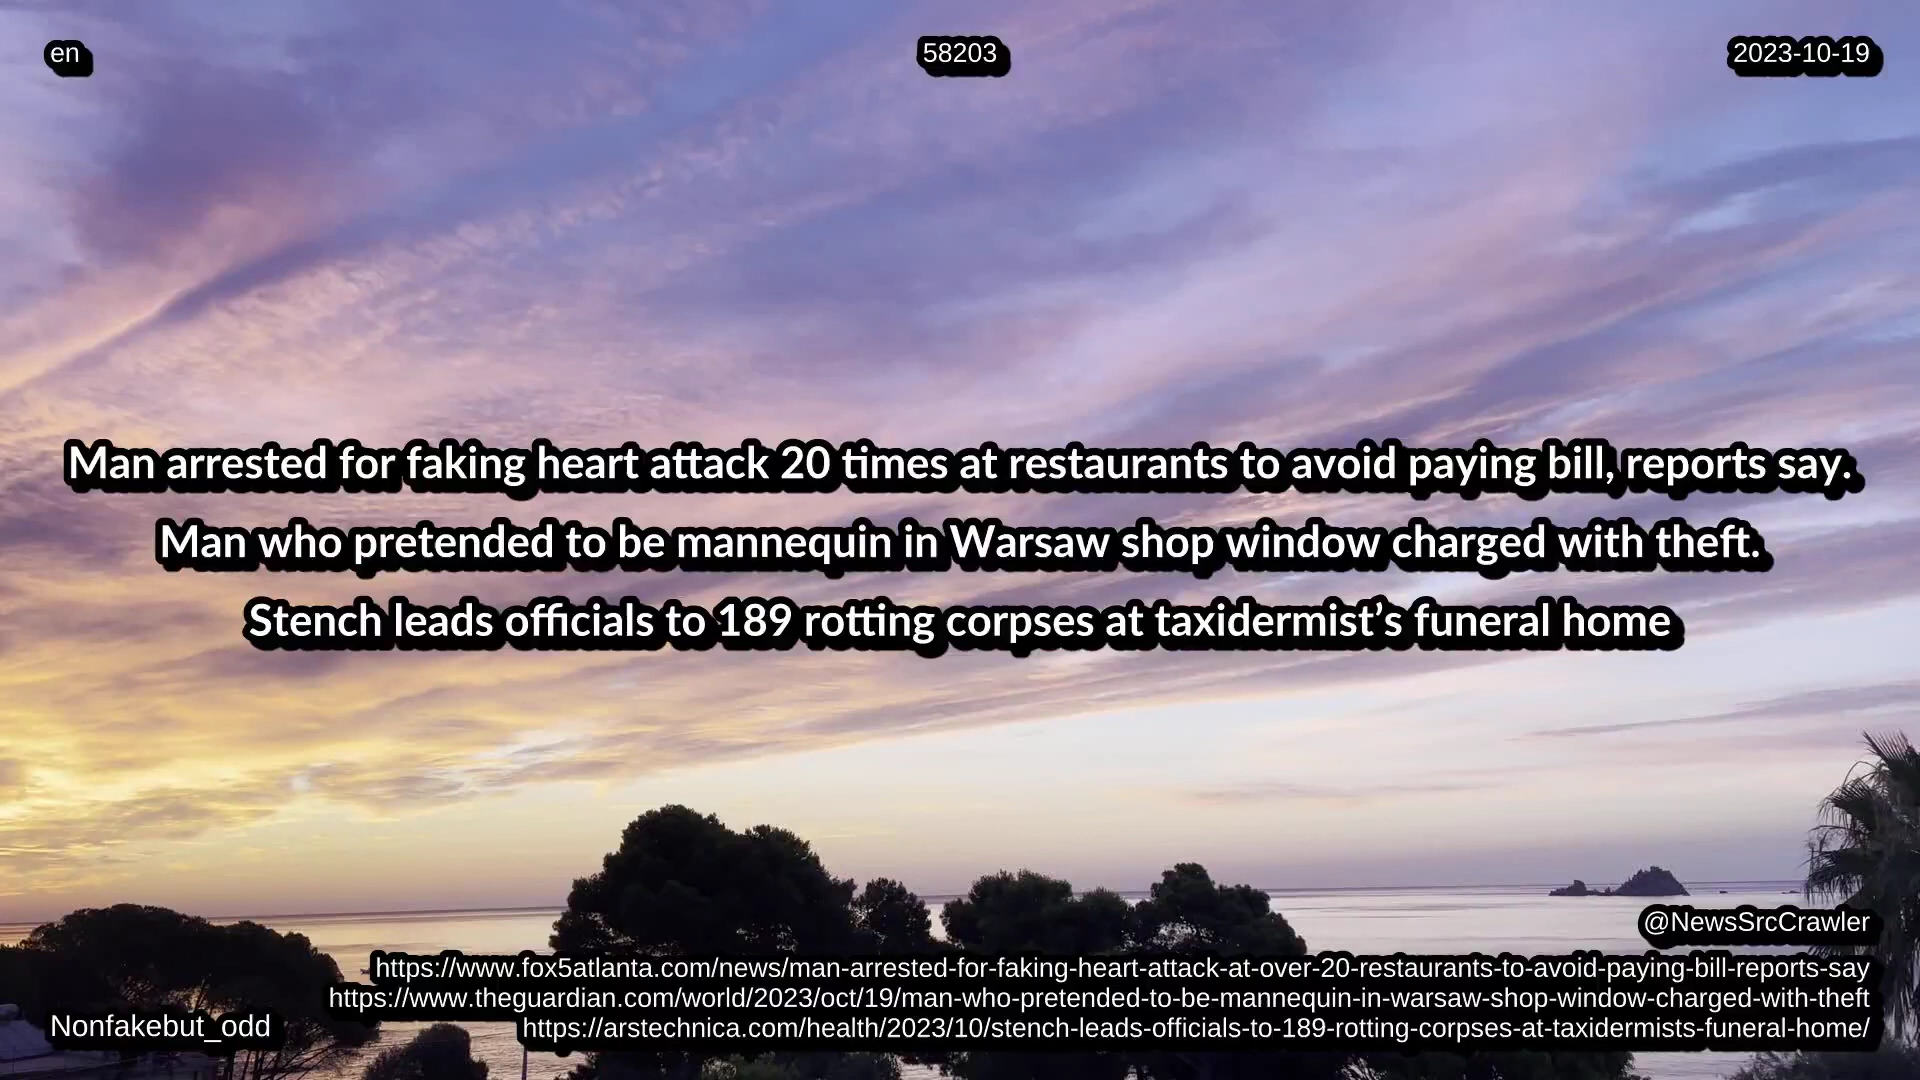 en
58203
2023-10-19
Man arrested for faking heart attack 20 times at restaurants to avoid paying bill, reports say.
Man who pretended to be mannequin in Warsaw shop window charged with theft.
Stench leads officials to 189 rotting corpses at taxidermist’s funeral home
@NewsSrcCrawler
https://www.fox5atlanta.com/news/man-arrested-for-faking-heart-attack-at-over-20-restaurants-to-avoid-paying-bill-reports-say
https://www.theguardian.com/world/2023/oct/19/man-who-pretended-to-be-mannequin-in-warsaw-shop-window-charged-with-theft
https://arstechnica.com/health/2023/10/stench-leads-officials-to-189-rotting-corpses-at-taxidermists-funeral-home/
Nonfakebut_odd